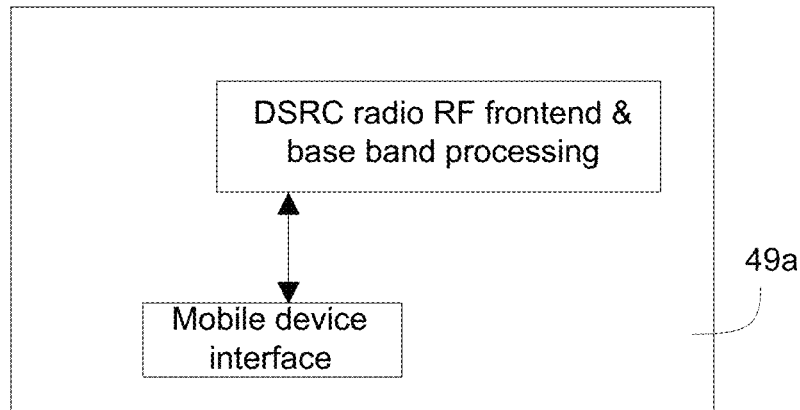 DSRC radio RF frontend &
base band processing
49a
Mobile device
interface